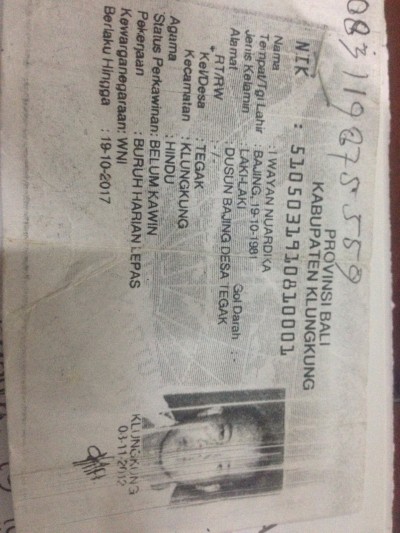 083119875589
PROVINSI BALI
KABUPATEN KLUNGKUNG
NIK : 5105031910810001
Nama : I WAYAN NUARDIKA
Tempat/Tgl Lahir : BAJING, 19-10-1981
Jenis Kelamin : LAKI-LAKI Gol Darah : -
Alamat : DUSUN BAJING DESA TEGAK
RT/RW : -/-
Kel/Desa : TEGAK
Kecamatan : KLUNGKUNG
Agama : HINDU
Status Perkawinan: BELUM KAWIN
Pekerjaan : BURUH HARIAN LEPAS
Kewarganegaraan: WNI
Berlaku Hingga : 19-10-2017
KLUNGKUNG
03-11-2012